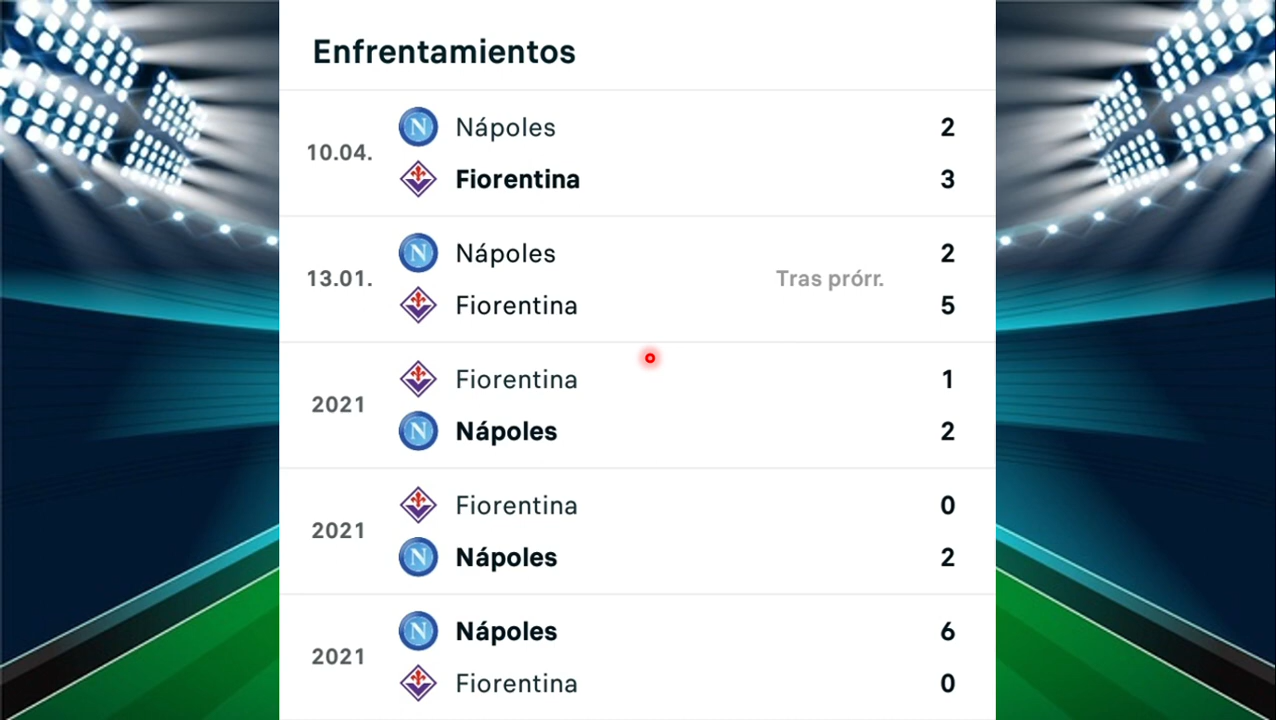 Enfrentamientos
10.04.
Nápoles 2
Fiorentina 3
13.01.
Nápoles 2
Tras prórr.
Fiorentina 5
2021
Fiorentina 1
Nápoles 2
2021
Fiorentina 0
Nápoles 2
2021
Nápoles 6
Fiorentina 0